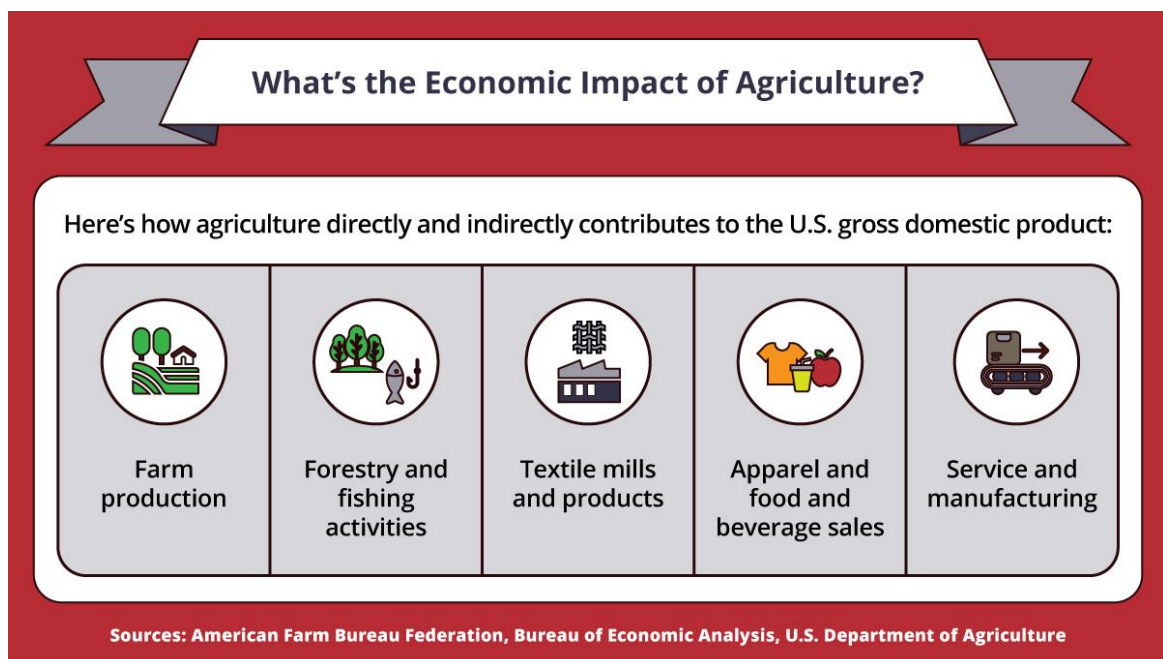 What’s the Economic Impact of Agriculture?
Here’s how agriculture directly and indirectly contributes to the U.S. gross domestic product:
Farm
production
Forestry and
fishing
activities
Textile mills
and products
Apparel and
food and
beverage sales
Service and
manufacturing
Sources: American Farm Bureau Federation, Bureau of Economic Analysis, U.S. Department of Agriculture